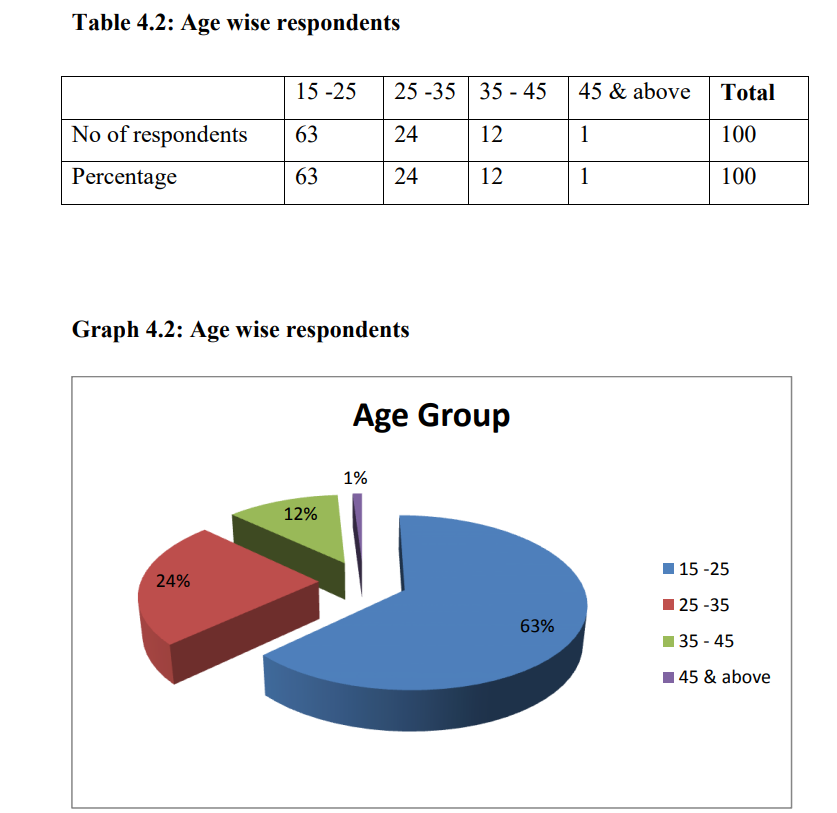 Table 4.2: Age wise respondents
15 -25 25 -35 35 - 45 45 & above Total
No of respondents 63 24 12 1 100
Percentage 63 24 12 1 100
Graph 4.2: Age wise respondents
Age Group
1%
12%
24%
63%
15 -25
25 -35
35 - 45
45 & above